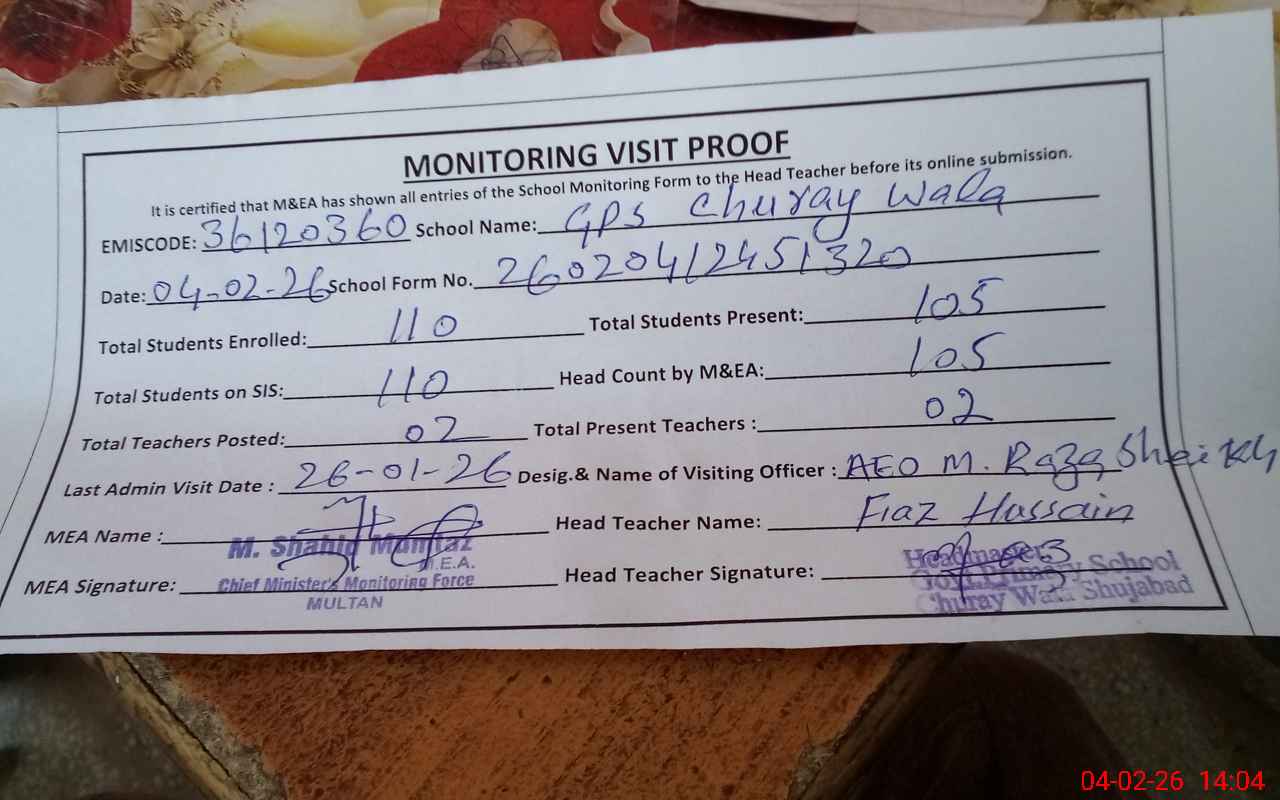 MONITORING VISIT PROOF
It is certified that M&EA has shown all entries of the School Monitoring Form to the Head Teacher before its online submission.
EMISCODE: 36120360 School Name: GPS Churay Wala
Date: 04-02-26 School Form No. 26020412451320
Total Students Enrolled: 110 Total Students Present: 105
Total Students on SIS: 110 Head Count by M&EA: 105
Total Teachers Posted: 02 Total Present Teachers : 02
Last Admin Visit Date : 26-01-26 Desig.& Name of Visiting Officer : AEO M. Raza Sheikh
MEA Name : Head Teacher Name: Fiaz Hussain
M. Shahid Mumtaz
M.E.A.
MEA Signature: Chief Minister's Monitoring Force Head Teacher Signature:
MULTAN
Headmaster
Govt. Primary School
Churay Wala Shujabad
04-02-26 14:04